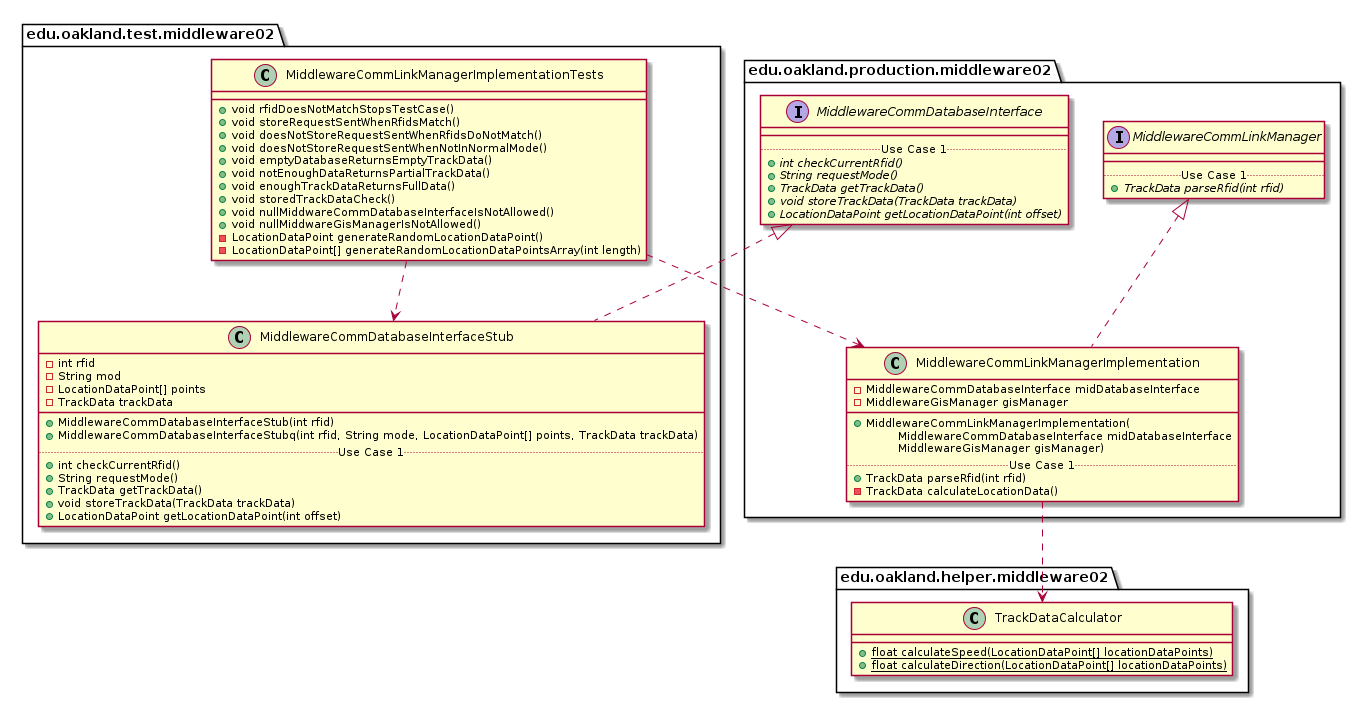 edu.oakland.test.middleware02
C MiddlewareCommLinkManagerImplementationTests
void rfidDoesNotMatchStopsTestCase()
void storeRequestSentWhenRfidsMatch()
void doesNotStoreRequestSentWhenRfidsDoNotMatch()
void doesNotStoreRequestSentWhenNotInNormalMode()
void emptyDatabaseReturnsEmptyTrackData()
void notEnoughDataReturnsPartialTrackData()
void enoughTrackDataReturnsFullData()
void storedTrackDataCheck()
void nullMiddwareCommDatabaseInterfaceIsNotAllowed()
void nullMiddwareGisManagerIsNotAllowed()
LocationDataPoint generateRandomLocationDataPoint()
LocationDataPoint[] generateRandomLocationDataPointsArray(int length)
C MiddlewareCommDatabaseInterfaceStub
int rfid
String mod
LocationDataPoint[] points
TrackData trackData
MiddlewareCommDatabaseInterfaceStub(int rfid)
MiddlewareCommDatabaseInterfaceStubq(int rfid, String mode, LocationDataPoint[] points, TrackData trackData)
Use Case 1
int checkCurrentRfid()
String requestMode()
TrackData getTrackData()
void storeTrackData(TrackData trackData)
LocationDataPoint getLocationDataPoint(int offset)
edu.oakland.production.middleware02
I MiddlewareCommDatabaseInterface
Use Case 1
int checkCurrentRfid()
String requestMode()
TrackData getTrackData()
void storeTrackData(TrackData trackData)
LocationDataPoint getLocationDataPoint(int offset)
I MiddlewareCommLinkManager
Use Case 1
TrackData parseRfid(int rfid)
C MiddlewareCommLinkManagerImplementation
MiddlewareCommDatabaseInterface midDatabaseInterface
MiddlewareGisManager gisManager
MiddlewareCommLinkManagerImplementation(
MiddlewareCommDatabaseInterface midDatabaseInterface
MiddlewareGisManager gisManager)
Use Case 1
TrackData parseRfid(int rfid)
TrackData calculateLocationData()
edu.oakland.helper.middleware02
C TrackDataCalculator
float calculateSpeed(LocationDataPoint[] locationDataPoints)
float calculateDirection(LocationDataPoint[] locationDataPoints)